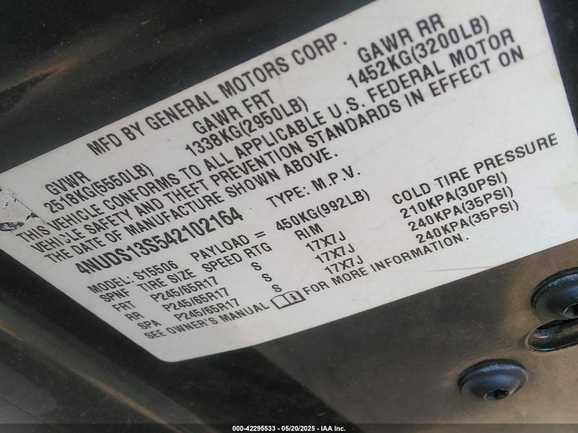 MFD BY GENERAL MOTORS CORP.
GVWR GAWR FRT GAWR RR
2518KG(5550LB) 1338KG(2950LB) 1452KG(3200LB)
THIS VEHICLE CONFORMS TO ALL APPLICABLE U.S. FEDERAL MOTOR
VEHICLE SAFETY AND THEFT PREVENTION STANDARDS IN EFFECT ON
THE DATE OF MANUFACTURE SHOWN ABOVE.
4NUDS13S542102164 TYPE: M.P.V.
MODEL: S15506 PAYLOAD = 450KG(992LB)
SPNF TIRE SIZE SPEED RTG RIM COLD TIRE PRESSURE
FRT P245/65R17 S 17X7J 210KPA(30PSI)
RR P245/65R17 S 17X7J 240KPA(35PSI)
SPA P245/65R17 S 17X7J 240KPA(35PSI)
SEE OWNER'S MANUAL FOR MORE INFORMATION.
000-42295533 - 05/20/2025 - IAA Inc.